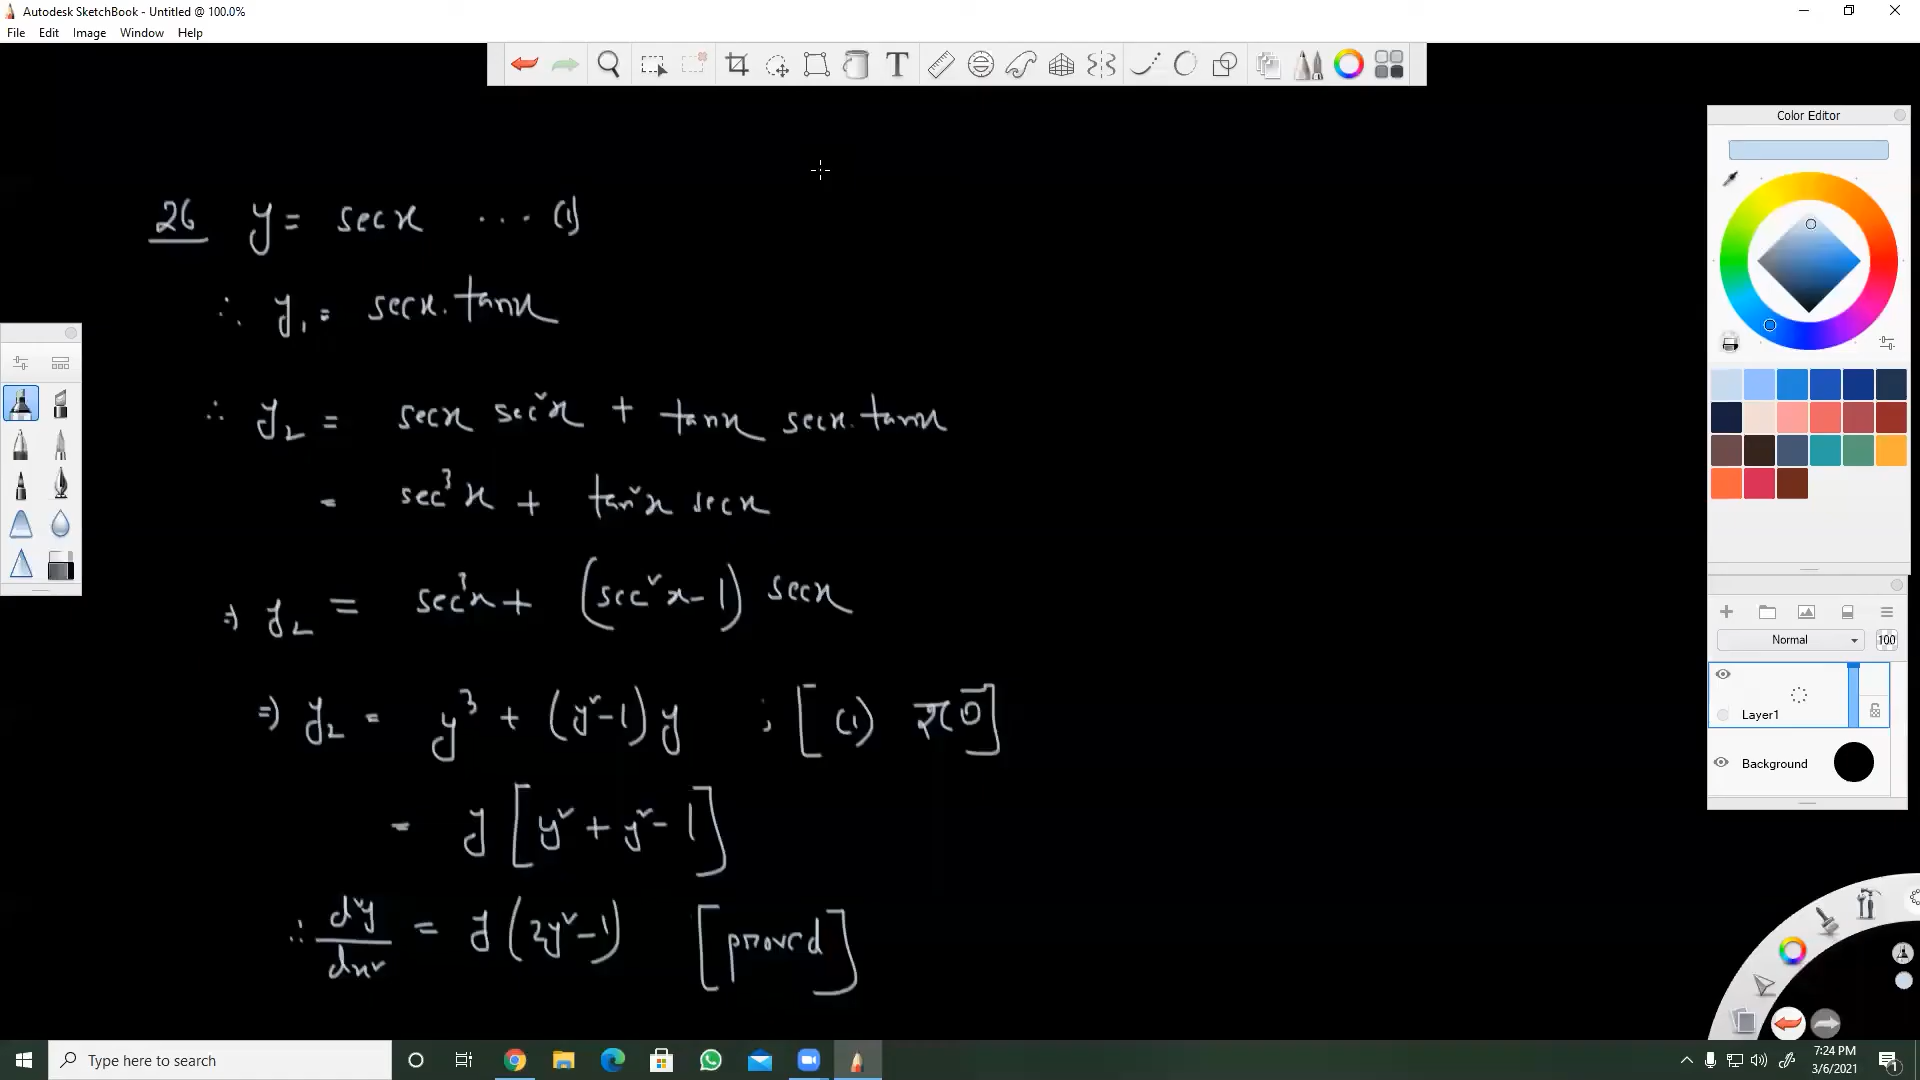 Autodesk SketchBook - Untitled @ 100.0%
File Edit Image Window Help
Color Editor
26 y = secx ... (1)
∴ y₁ = secx.tanx
∴ y₂ = secx sec²x + tanx secx.tanx
= sec³x + tan²x secx
⇒ y₂ = sec³x + (sec²x-1) secx
⇒ y₂ = y³ + (y²-1)y ; [(1) হতে]
= y[y² + y² - 1]
∴ d²y/dx² = y(2y²-1) [proved]
Normal
100
Layer1
Background
Type here to search
7:24 PM
3/6/2021
1